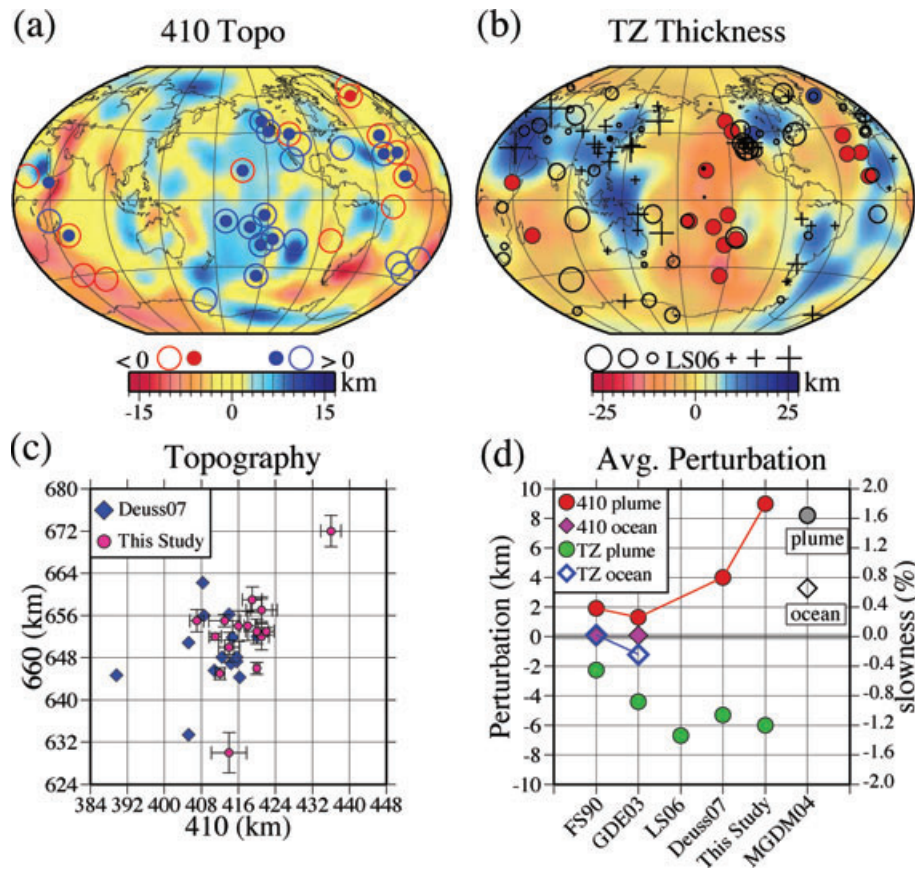 (a) 410 Topo
(b) TZ Thickness
< 0 > 0
km
-15 0 15
LS06
km
-25 0 25
(c) Topography
680
672
664
656
648
640
632
624
660 (km)
Deuss07
This Study
384 392 400 408 416 424 432 440 448
410 (km)
(d) Avg. Perturbation
10
8
6
4
2
0
-2
-4
-6
-8
-10
Perturbation (km)
410 plume
410 ocean
TZ plume
TZ ocean
plume
ocean
2.0
1.6
1.2
0.8
0.4
0.0
-0.4
-0.8
-1.2
-1.6
-2.0
slowness (%)
FS90
GDE03
LS06
Deuss07
This Study
MGDM04